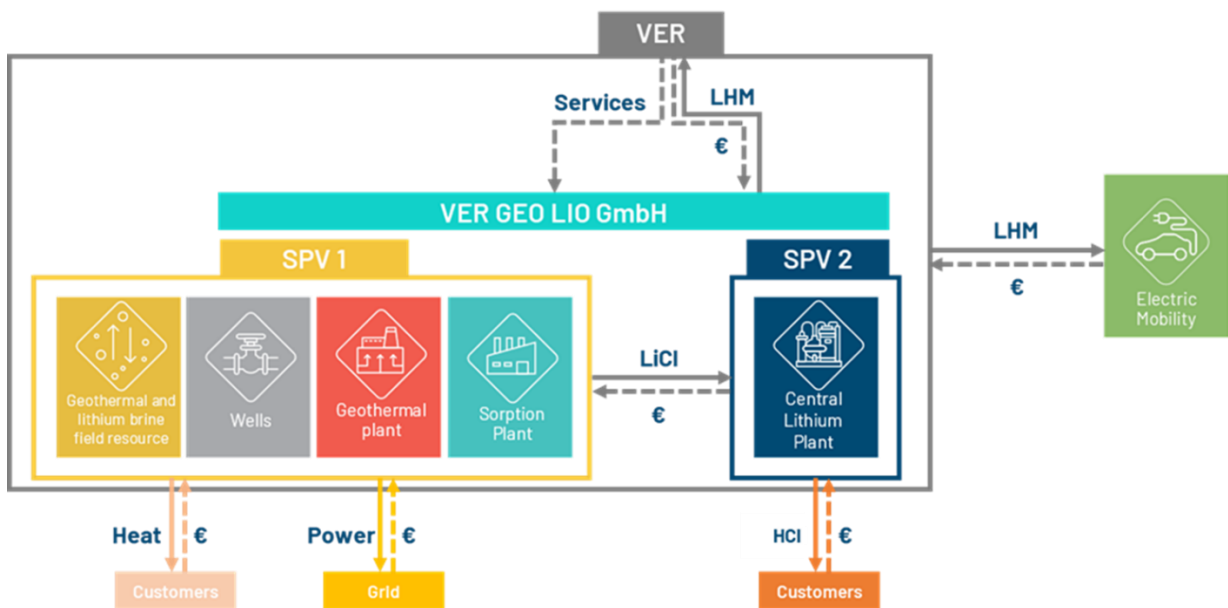 VER
Services
LHM
€
VER GEO LIO GmbH
LHM
€
SPV 1
SPV 2
Geothermal and
lithium brine
field resource
Wells
Geothermal
plant
Sorption
Plant
LiCl
€
Central
Lithium
Plant
Electric
Mobility
Heat
€
Power
€
HCl
€
Customers
Grid
Customers